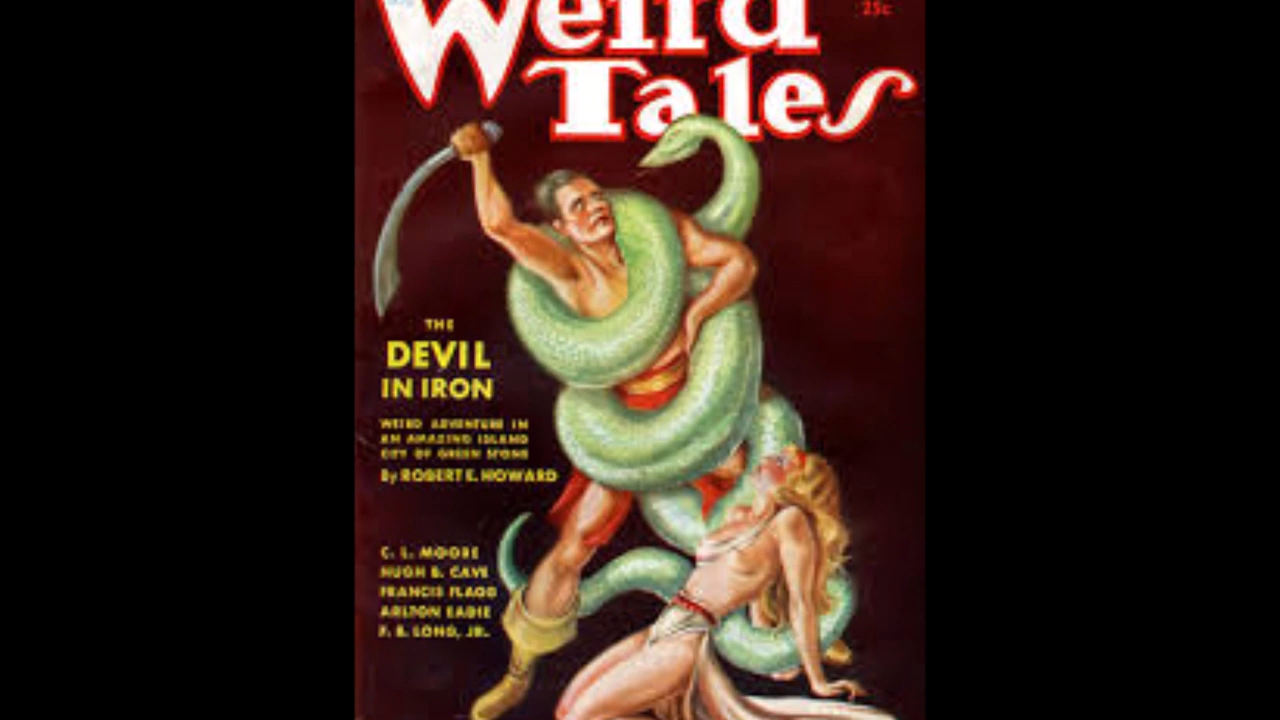 Weird
25c
Tales
THE
DEVIL
IN IRON
WEIRD ADVENTURE IN
AN AMAZING ISLAND
CITY OF GREEN STONE
By ROBERT E. HOWARD
C. L. MOORE
HUGH B. CAVE
FRANCIS FLAGG
ARLTON EADIE
F. B. LONG, JR.